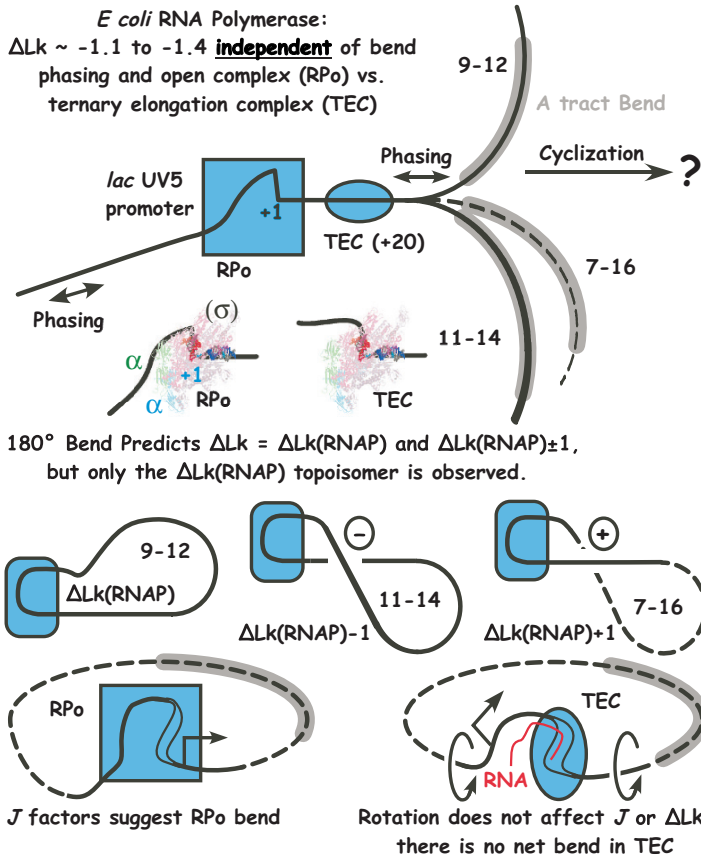 E coli RNA Polymerase:
ΔLk ~ -1.1 to -1.4 independent of bend
phasing and open complex (RPo) vs.
ternary elongation complex (TEC)
9-12
A tract Bend
Phasing
Cyclization
?
lac UV5
promoter
+1
TEC (+20)
RPo
7-16
Phasing
(σ)
11-14
α
+1
RPo
TEC
α
180° Bend Predicts ΔLk = ΔLk(RNAP) and ΔLk(RNAP)±1,
but only the ΔLk(RNAP) topoisomer is observed.
9-12
ΔLk(RNAP)
−
11-14
ΔLk(RNAP)-1
+
7-16
ΔLk(RNAP)+1
RPo
TEC
RNA
J factors suggest RPo bend
Rotation does not affect J or ΔLk
there is no net bend in TEC